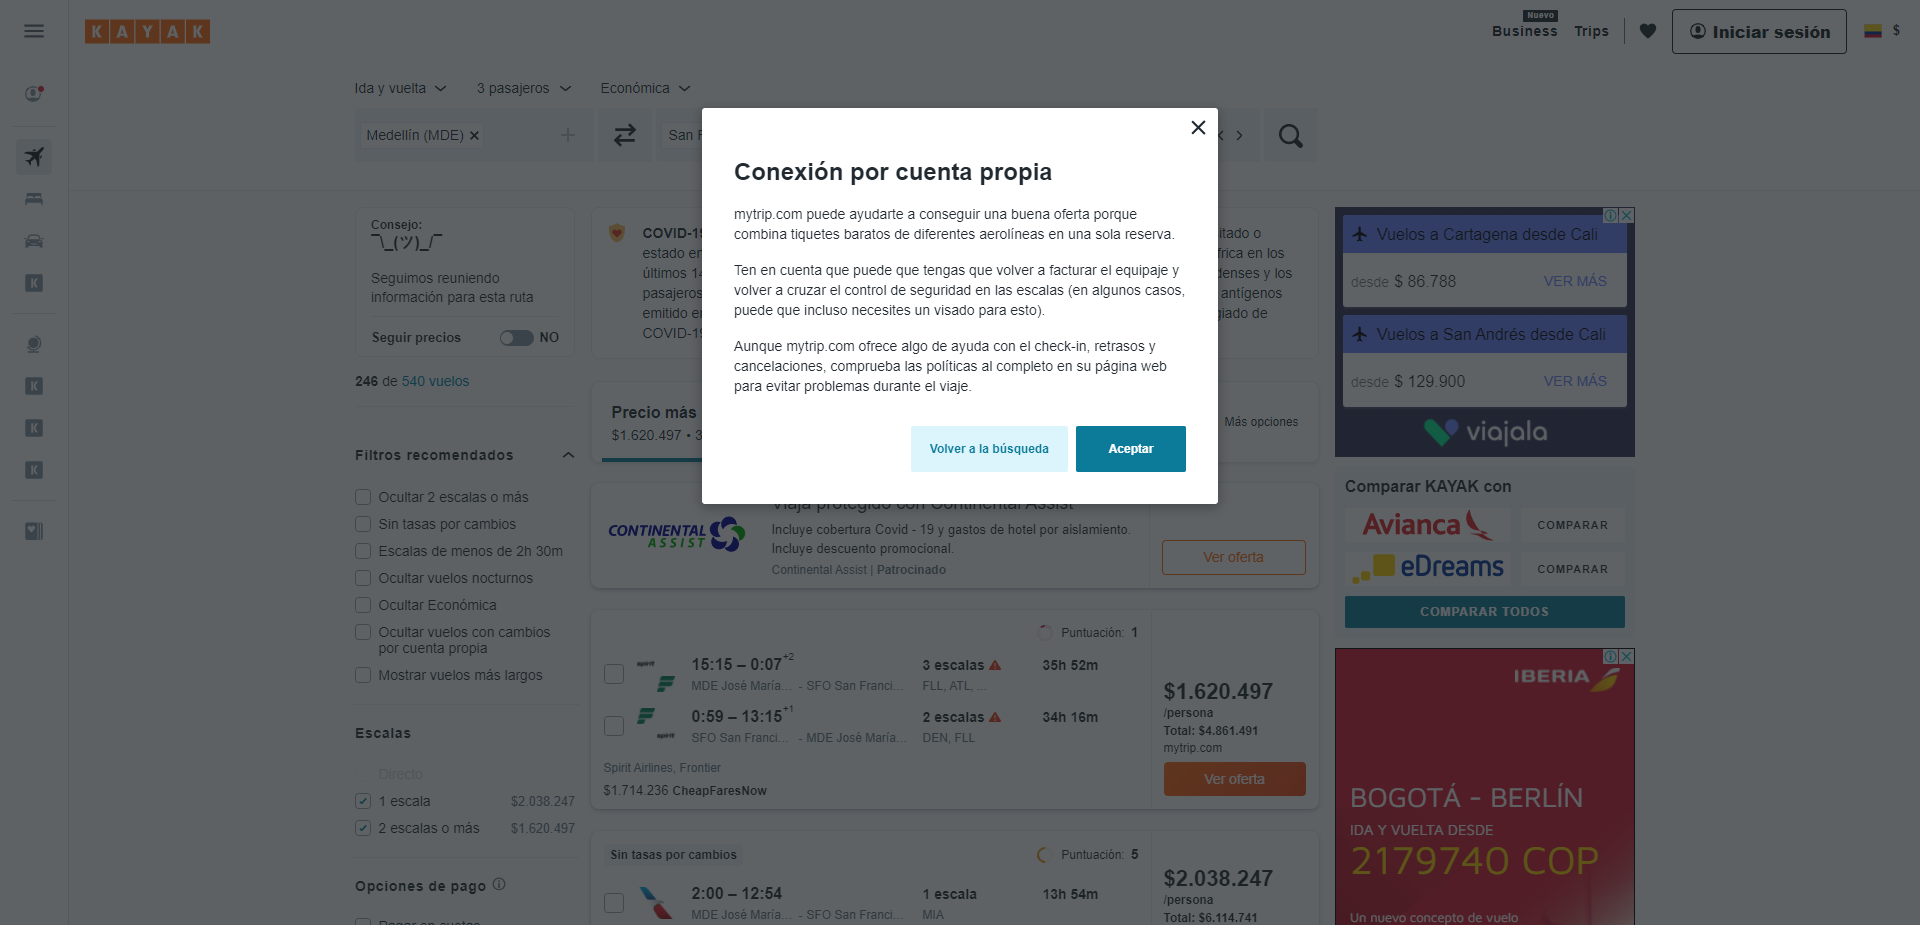 KAYAK
Nuevo
Business
Trips
Iniciar sesión
$
Ida y vuelta
3 pasajeros
Económica
Medellín (MDE)
San F
Conexión por cuenta propia
mytrip.com puede ayudarte a conseguir una buena oferta porque
combina tiquetes baratos de diferentes aerolíneas en una sola reserva.
Ten en cuenta que puede que tengas que volver a facturar el equipaje y
volver a cruzar el control de seguridad en las escalas (en algunos casos,
puede que incluso necesites un visado para esto).
Aunque mytrip.com ofrece algo de ayuda con el check-in, retrasos y
cancelaciones, comprueba las políticas al completo en su página web
para evitar problemas durante el viaje.
Volver a la búsqueda
Aceptar
Consejo:
¯\_(ツ)_/¯
Seguimos reuniendo
información para esta ruta
Seguir precios
NO
246 de 540 vuelos
Filtros recomendados
Ocultar 2 escalas o más
Sin tasas por cambios
Escalas de menos de 2h 30m
Ocultar vuelos nocturnos
Ocultar Económica
Ocultar vuelos con cambios
por cuenta propia
Mostrar vuelos más largos
Escalas
Directo
1 escala $2.038.247
2 escalas o más $1.620.497
Opciones de pago
Pagar en cuotas
COVID-19
estado en
últimos 14
pasajeros
emitido e
COVID-19
itado o
frica en los
denses y los
antígenos
giado de
Precio más
$1.620.497 • 3
Más opciones
CONTINENTAL
ASSIST
Viaja protegido con Continental Assist
Incluye cobertura Covid - 19 y gastos de hotel por aislamiento.
Incluye descuento promocional.
Continental Assist | Patrocinado
Ver oferta
Puntuación: 1
spirit
15:15 – 0:07+2
3 escalas
35h 52m
MDE José María... - SFO San Franci...
FLL, ATL, ...
0:59 – 13:15+1
2 escalas
34h 16m
spirit
SFO San Franci... - MDE José María...
DEN, FLL
Spirit Airlines, Frontier
$1.714.236 CheapFaresNow
$1.620.497
/persona
Total: $4.861.491
mytrip.com
Ver oferta
Sin tasas por cambios
Puntuación: 5
2:00 – 12:54
1 escala
13h 54m
MDE José María... - SFO San Franci...
MIA
$2.038.247
/persona
Total: $6.114.741
Vuelos a Cartagena desde Cali
desde $ 86.788
VER MÁS
Vuelos a San Andrés desde Cali
desde $ 129.900
VER MÁS
viajala
Comparar KAYAK con
Avianca
COMPARAR
eDreams
COMPARAR
COMPARAR TODOS
IBERIA
BOGOTÁ - BERLÍN
IDA Y VUELTA DESDE
2179740 COP
Un nuevo concepto de vuelo